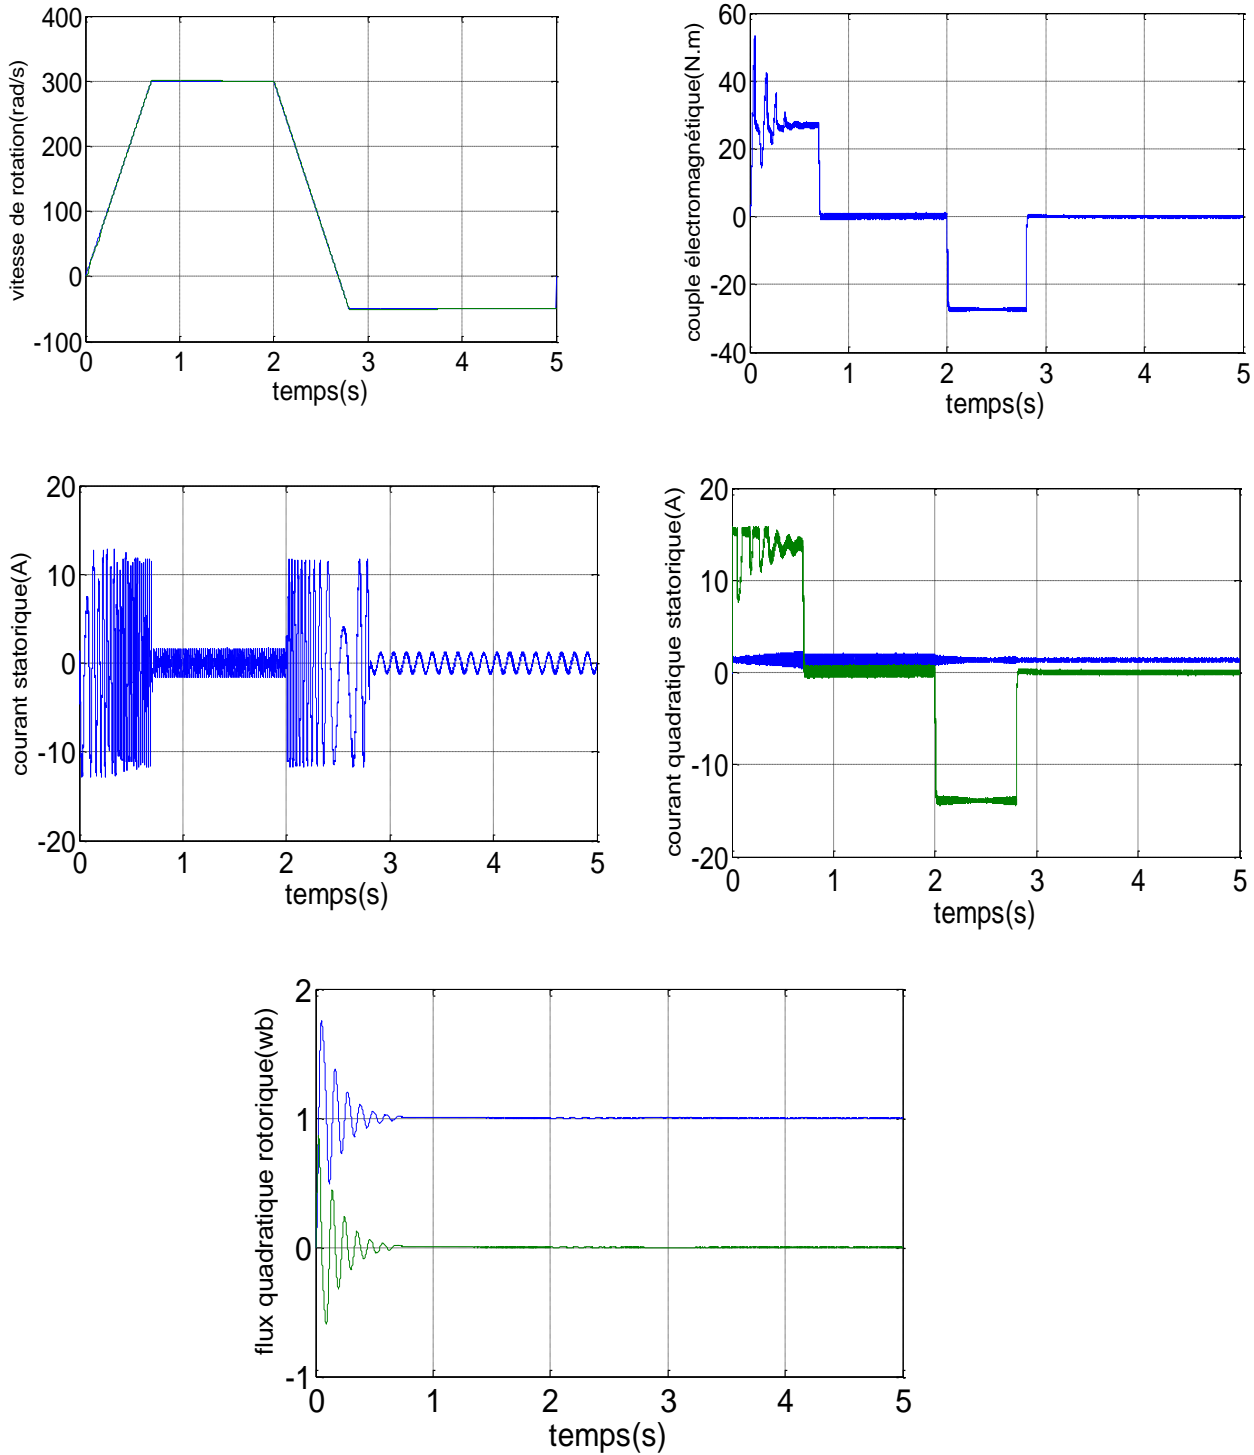 400
300
200
100
0
-100
0 1 2 3 4 5
vitesse de rotation(rad/s)
temps(s)
60
40
20
0
-20
-40
0 1 2 3 4 5
couple électromagnétique(N.m)
temps(s)
20
10
0
-10
-20
0 1 2 3 4 5
courant statorique(A)
temps(s)
20
10
0
-10
-20
0 1 2 3 4 5
courant quadratique statorique(A)
temps(s)
2
1
0
-1
0 1 2 3 4 5
flux quadratique rotorique(wb)
temps(s)